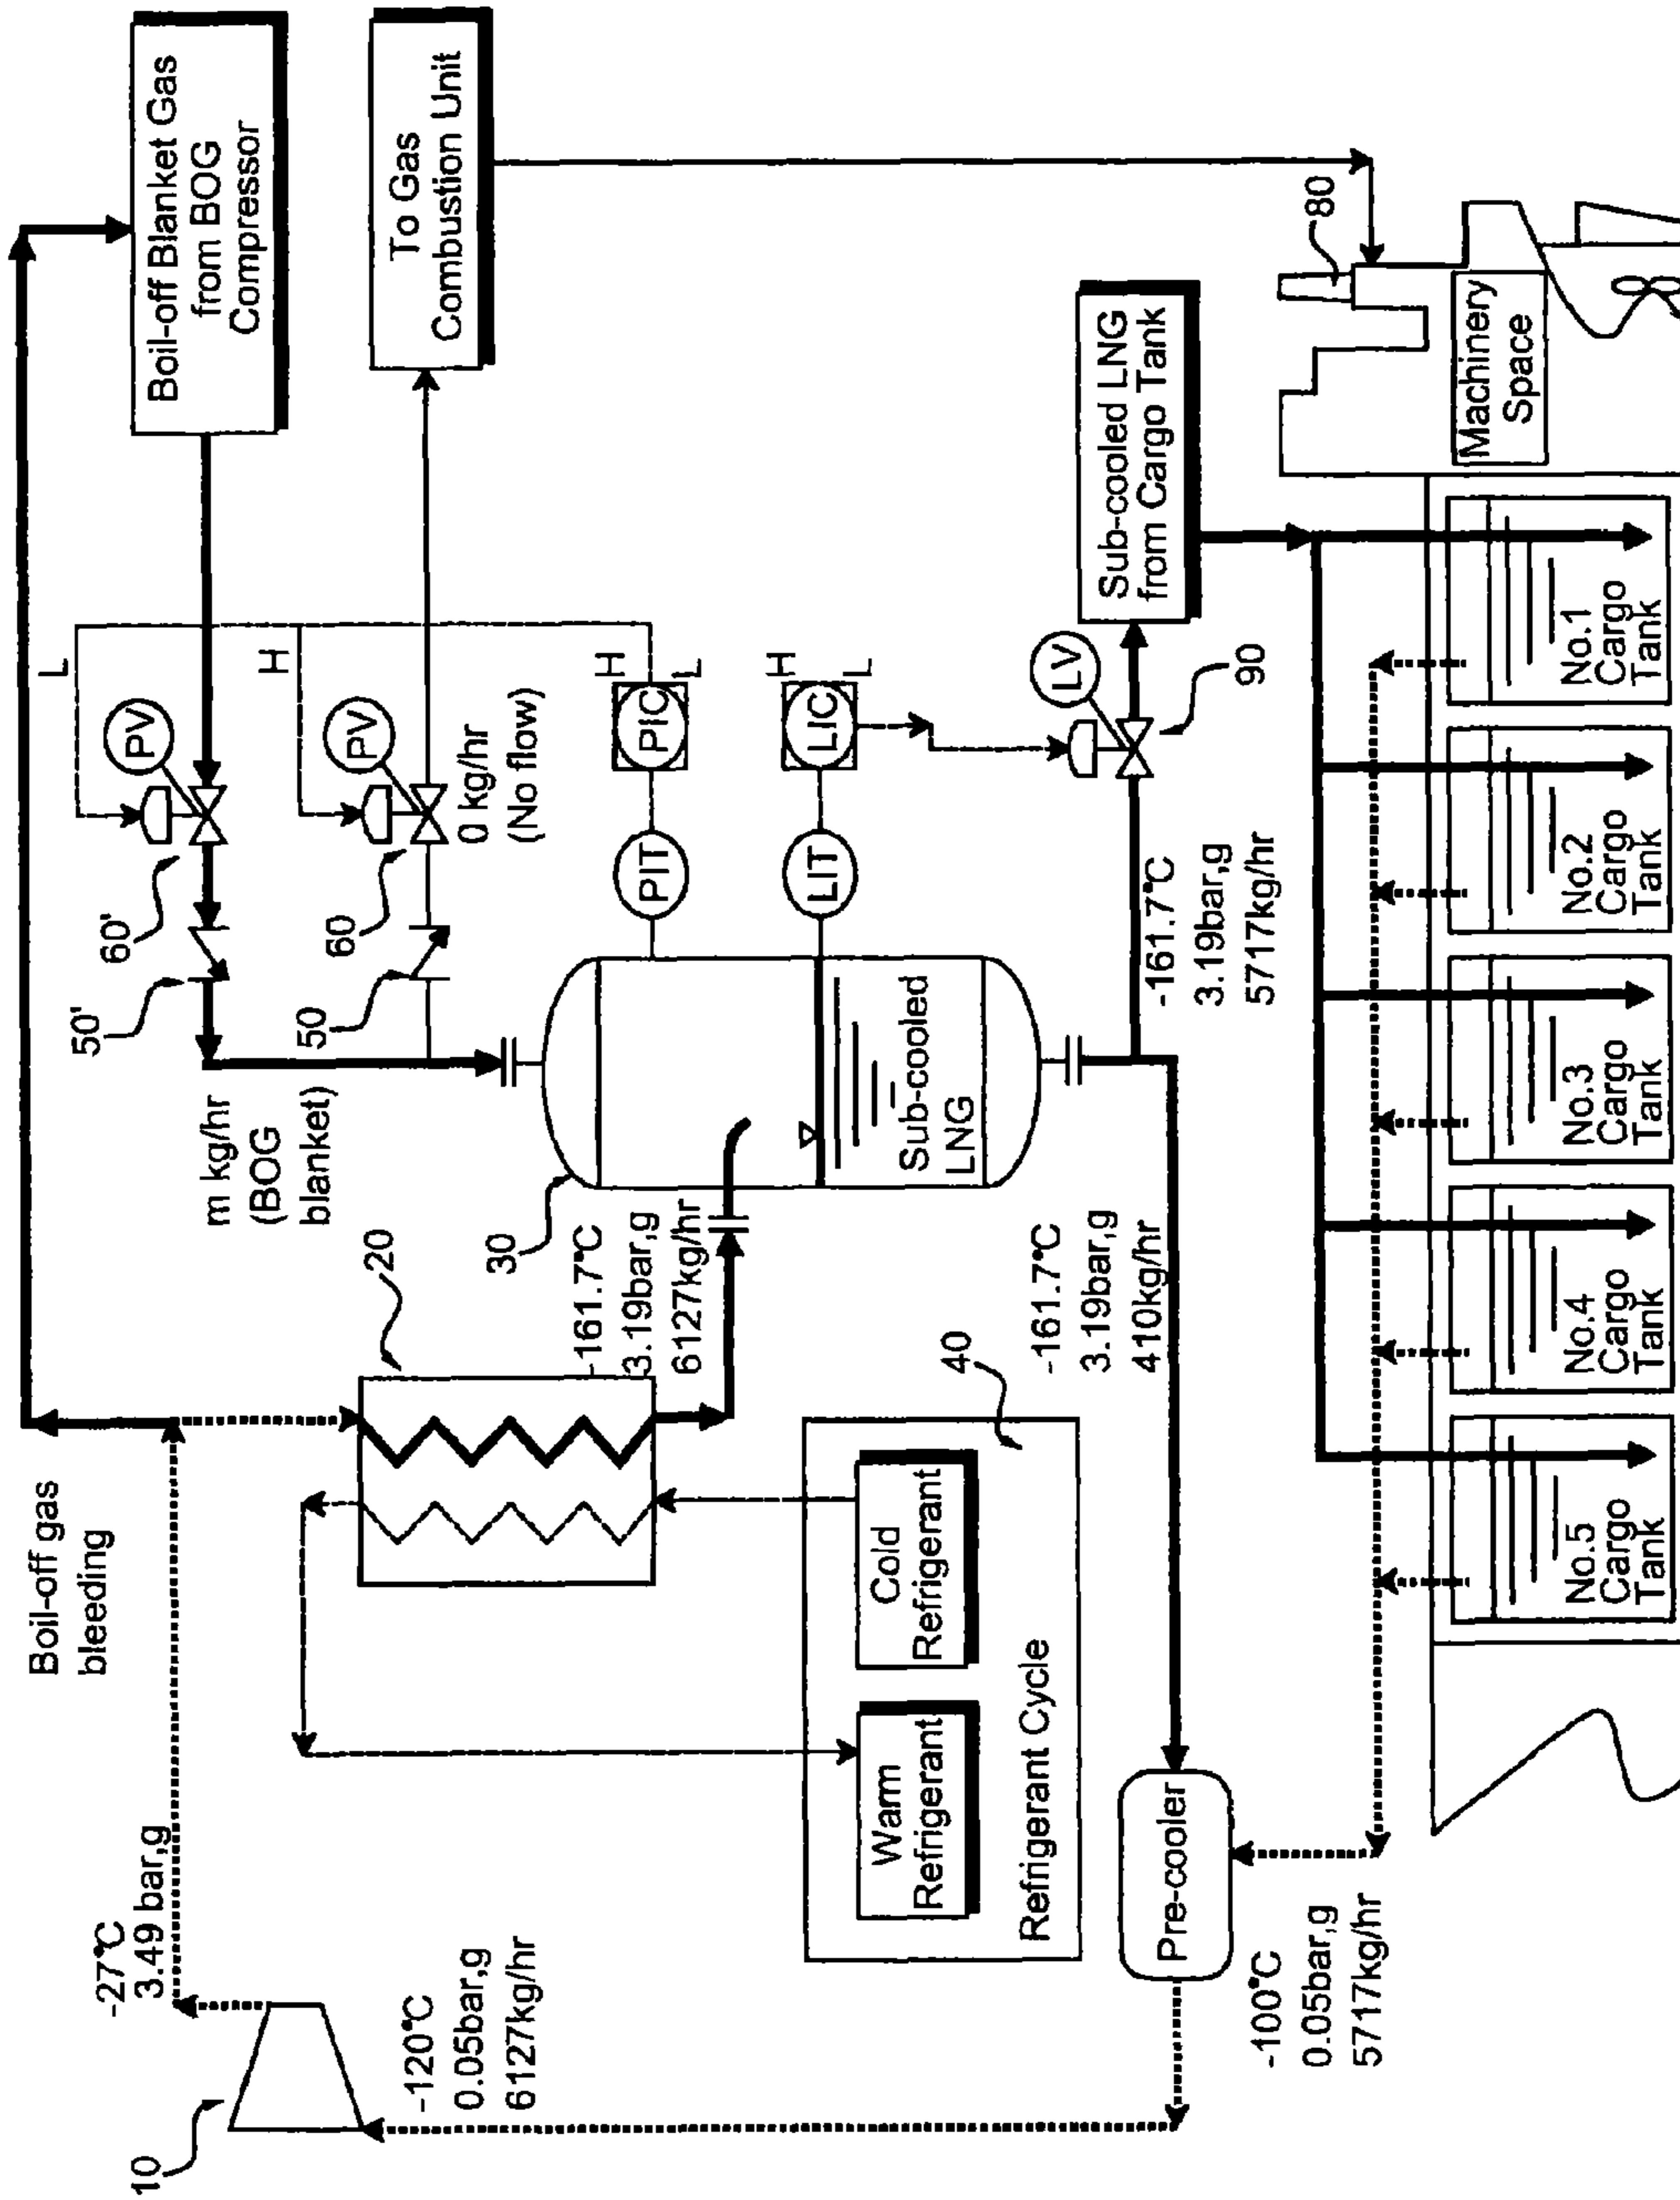 Boil-off gas
bleeding
Boil-off Blanket Gas
from BOG
Compressor
To Gas
Combustion Unit
L
H
PV
PV
60'
50'
60
50
0 kg/hr
(No flow)
m kg/hr
(BOG
blanket)
H
PIC
L
PIT
H
LIC
L
LIT
LV
90
Sub-cooled LNG
from Cargo Tank
80
Machinery
Space
10
-27°C
3.49 bar,g
-120°C
0.05bar,g
6127kg/hr
20
30
-161.7°C
3.19bar,g
6127kg/hr
Sub-cooled
LNG
-161.7°C
3.19bar,g
5717kg/hr
-161.7°C
3.19bar,g
410kg/hr
40
Warm
Refrigerant
Cold
Refrigerant
Refrigerant Cycle
Pre-cooler
-100°C
0.05bar,g
5717kg/hr
No.5
Cargo
Tank
No.4
Cargo
Tank
No.3
Cargo
Tank
No.2
Cargo
Tank
No.1
Cargo
Tank